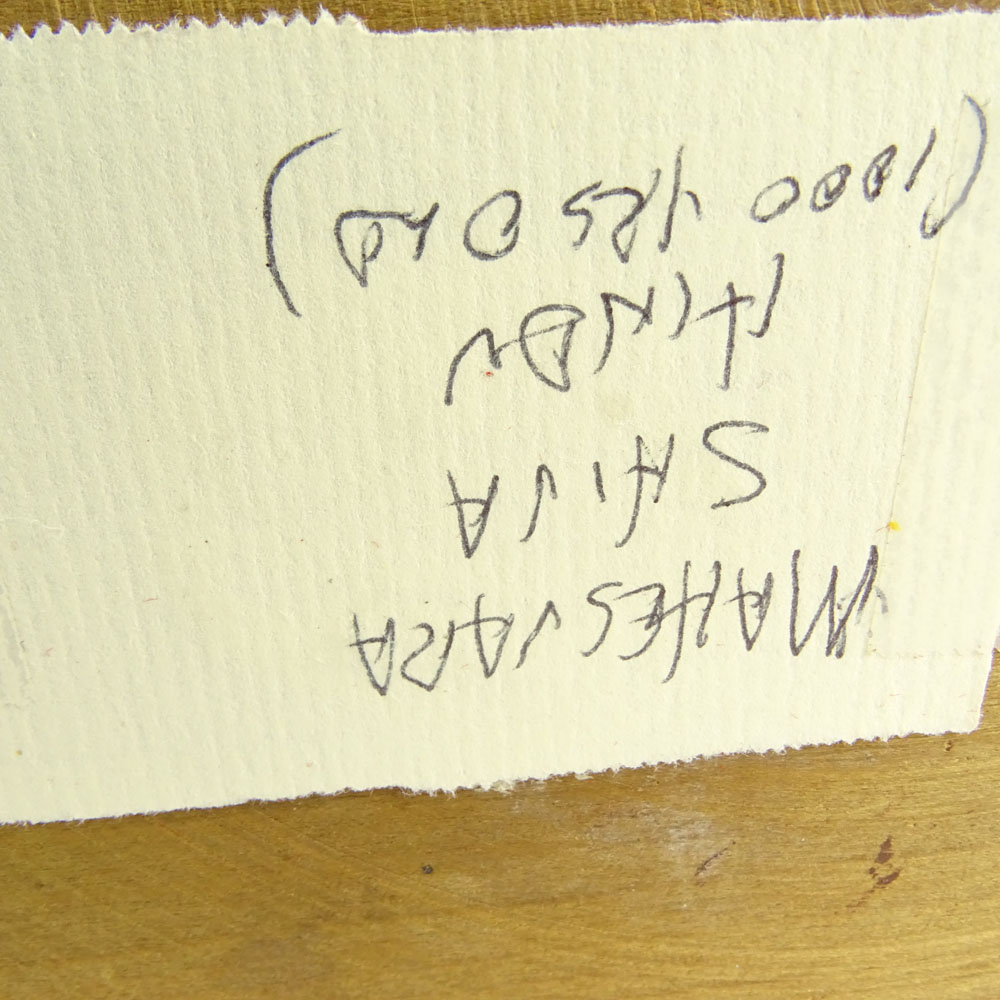 MAHESVARA
SHIVA
HINDU
(1000 YRS OLD)